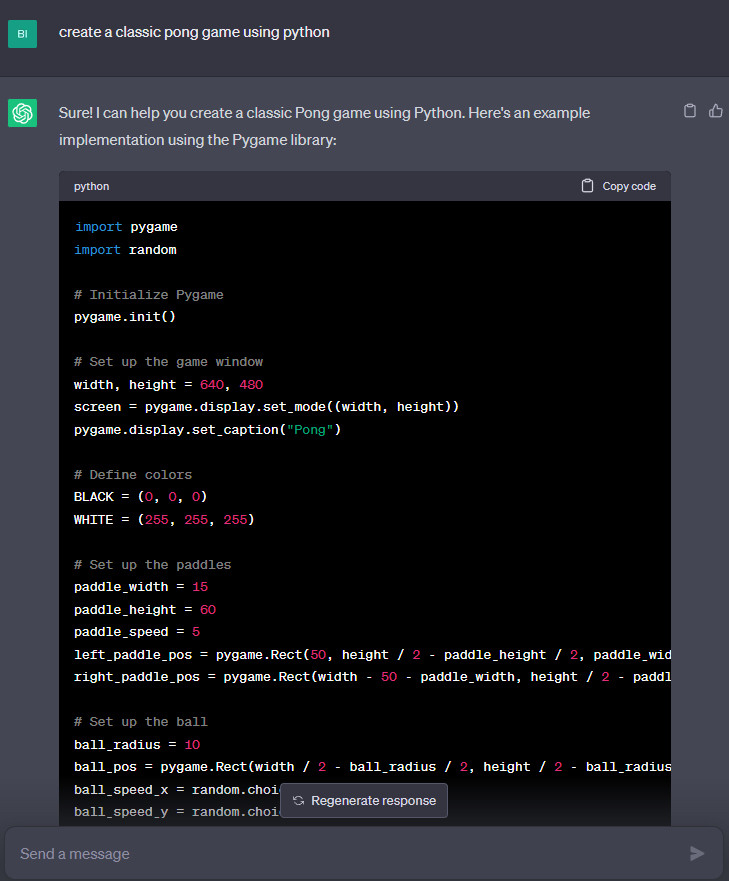 BI
create a classic pong game using python
Sure! I can help you create a classic Pong game using Python. Here's an example
implementation using the Pygame library:
python
Copy code
import pygame
import random
# Initialize Pygame
pygame.init()
# Set up the game window
width, height = 640, 480
screen = pygame.display.set_mode((width, height))
pygame.display.set_caption("Pong")
# Define colors
BLACK = (0, 0, 0)
WHITE = (255, 255, 255)
# Set up the paddles
paddle_width = 15
paddle_height = 60
paddle_speed = 5
left_paddle_pos = pygame.Rect(50, height / 2 - paddle_height / 2, paddle_wid
right_paddle_pos = pygame.Rect(width - 50 - paddle_width, height / 2 - paddl
# Set up the ball
ball_radius = 10
ball_pos = pygame.Rect(width / 2 - ball_radius / 2, height / 2 - ball_radius
ball_speed_x = random.choi
Regenerate response
ball_speed_y = random.choi
Send a message